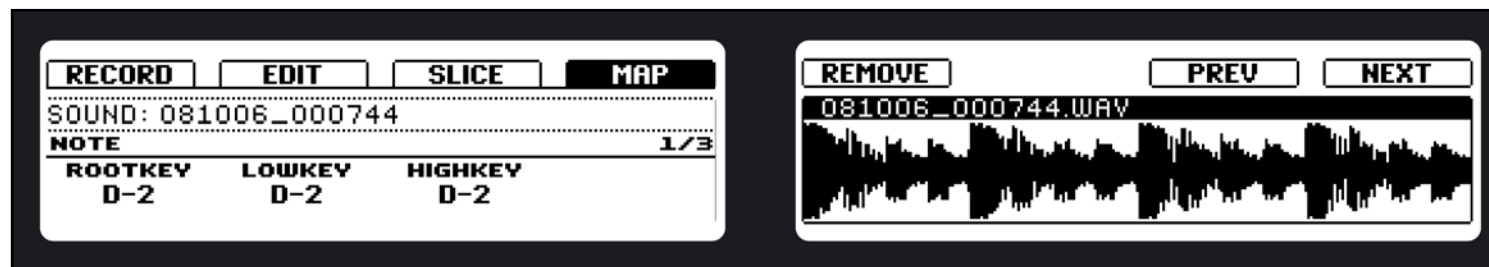 RECORD EDIT SLICE MAP
SOUND: 081006_000744
NOTE 1/3
ROOTKEY LOWKEY HIGHKEY
D-2 D-2 D-2
REMOVE PREV NEXT
081006_000744.WAV